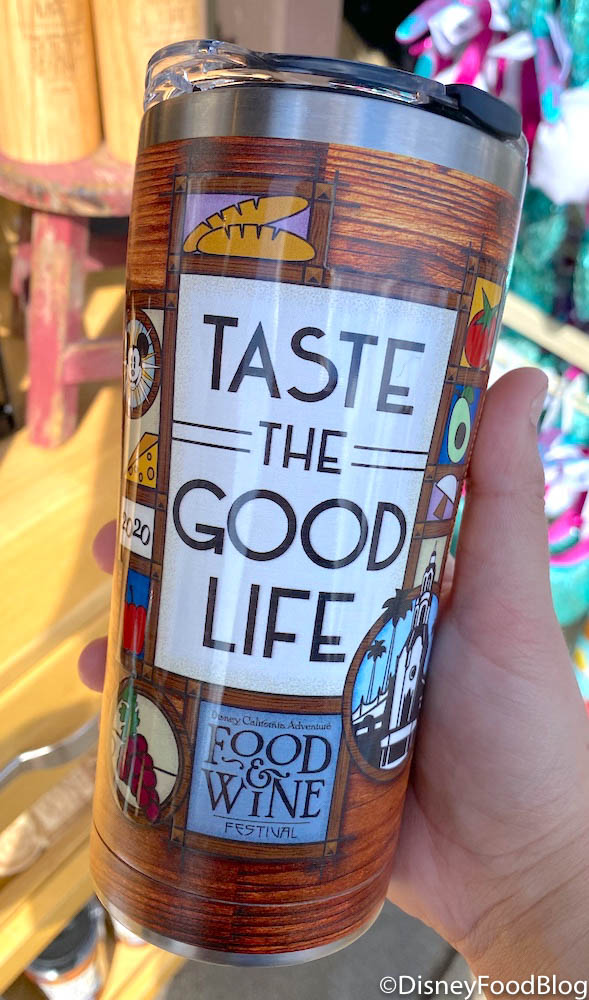 TASTE
THE
GOOD
LIFE
2020
Disney California Adventure
FOOD
&
WINE
FESTIVAL
©DisneyFoodBlog